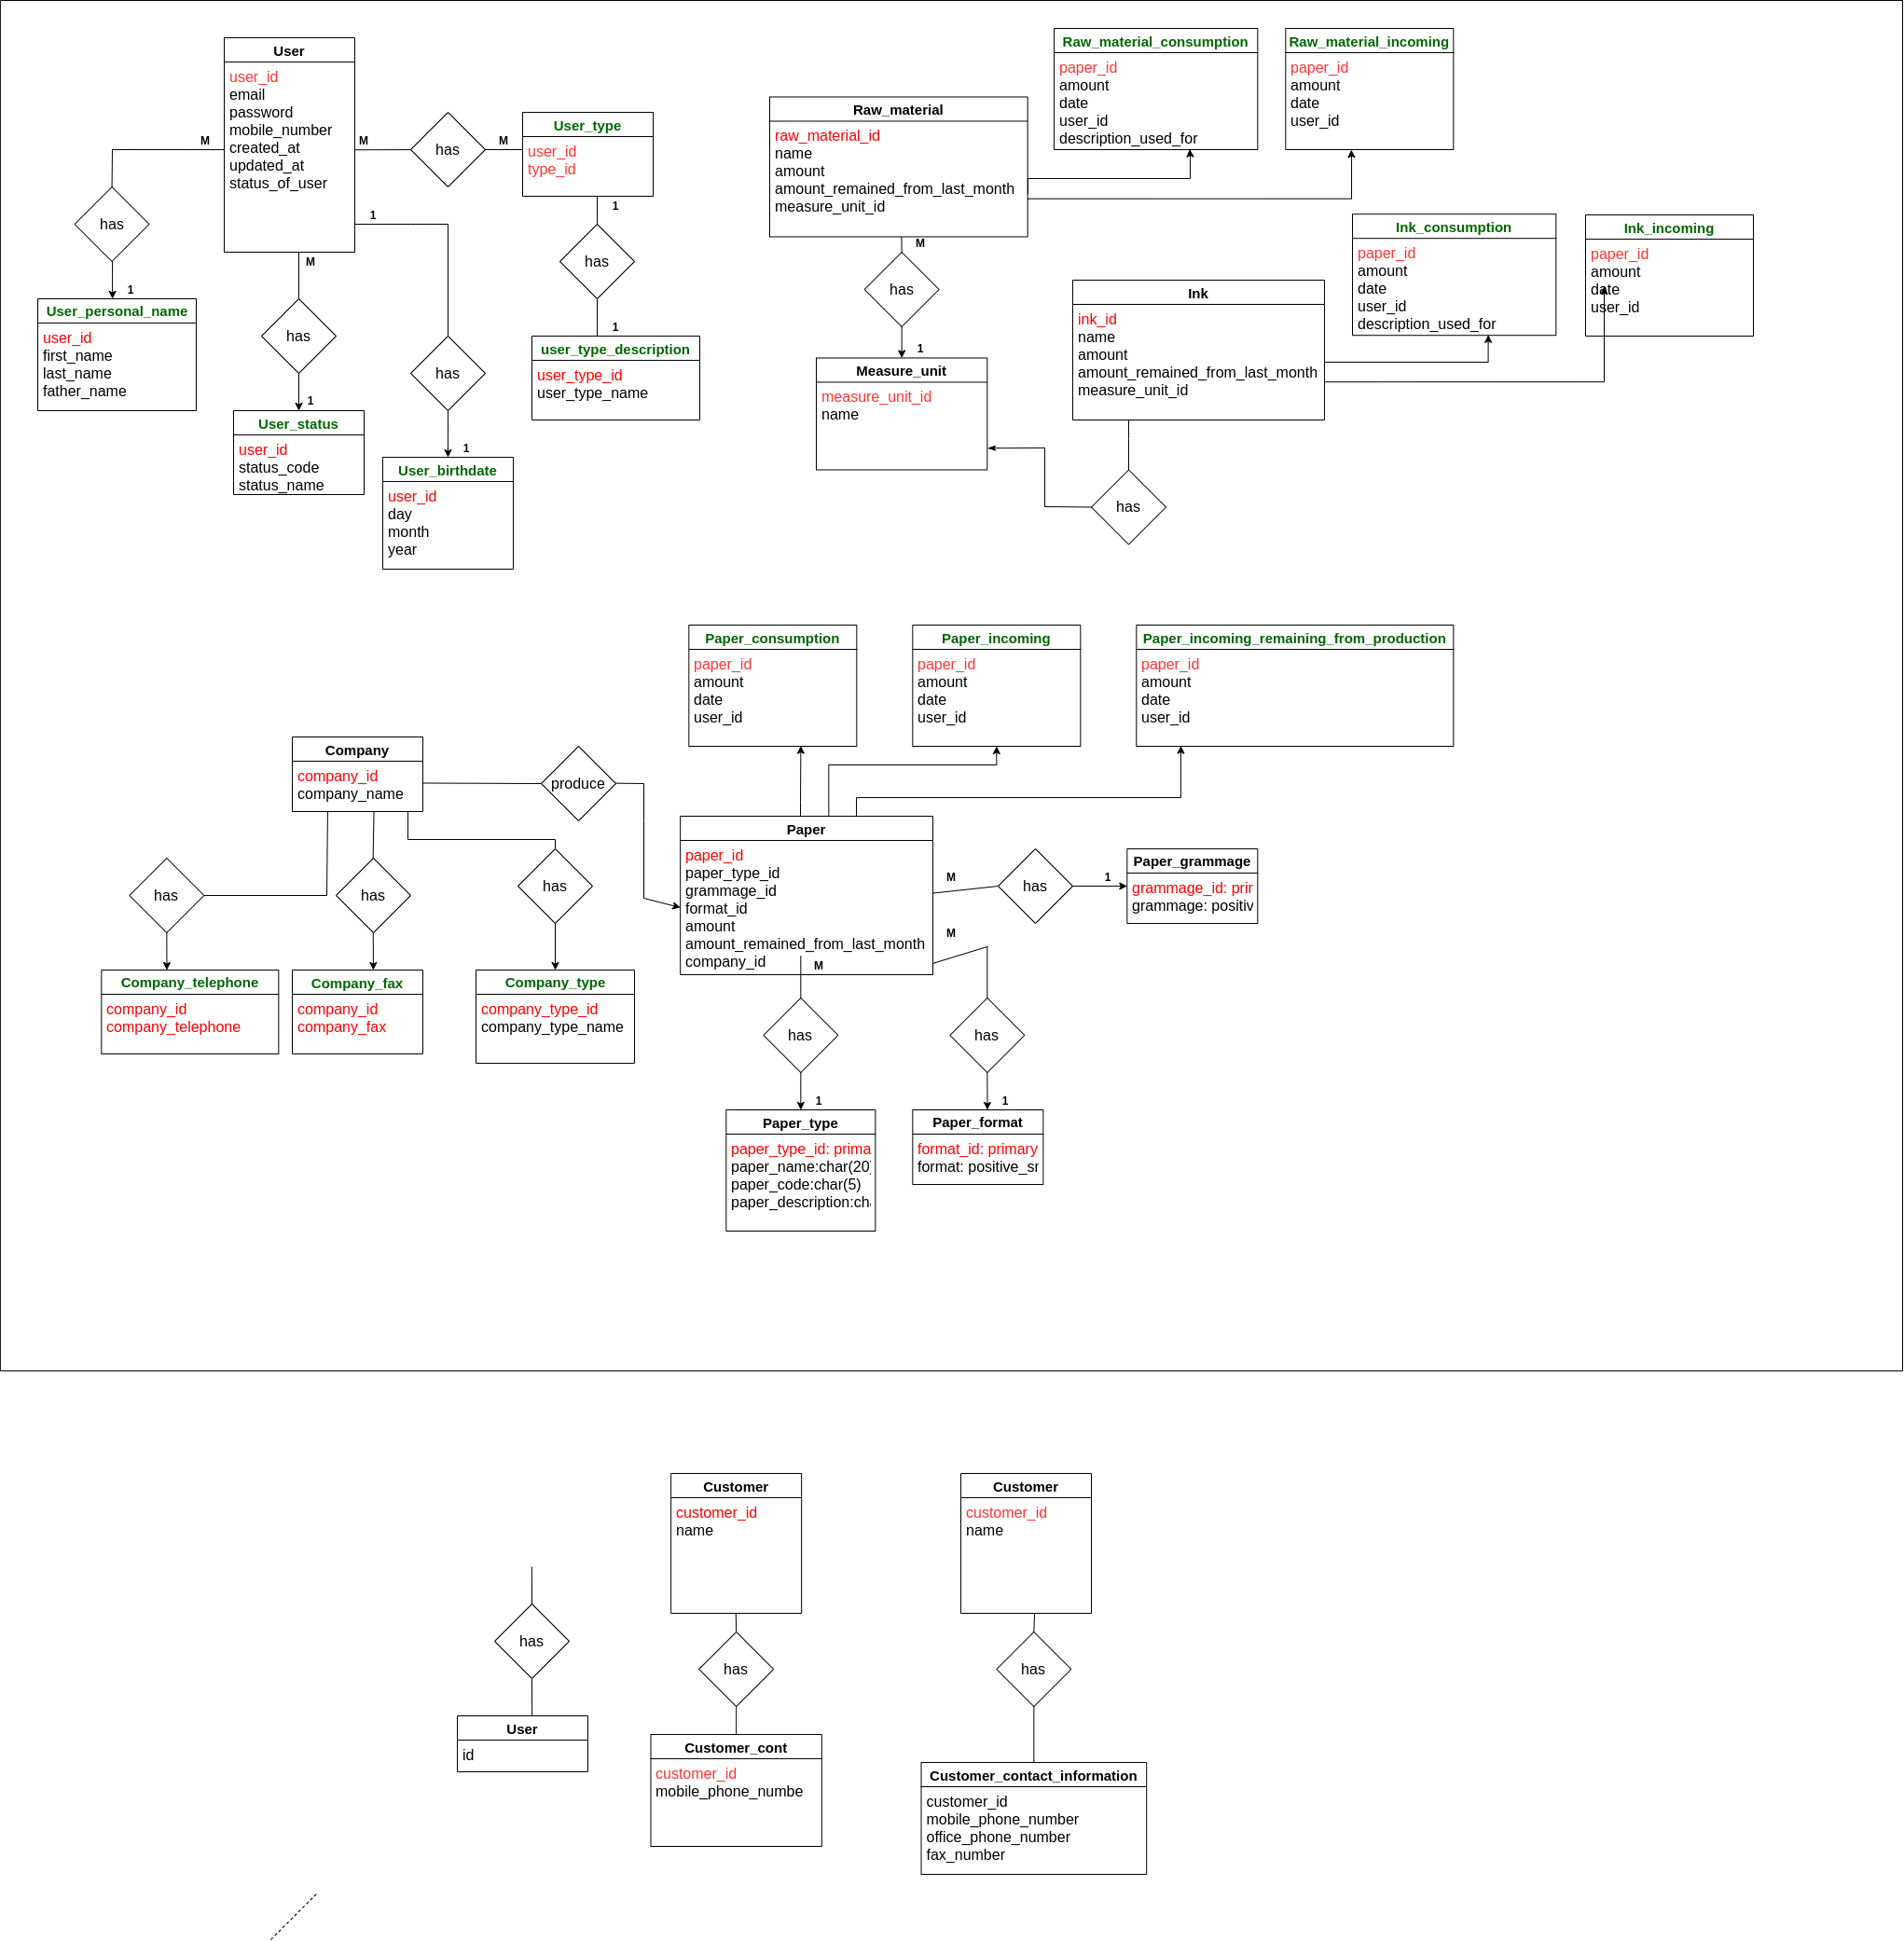 User
user_id
email
password
mobile_number
created_at
updated_at
status_of_user
M
has
1
User_personal_name
user_id
first_name
last_name
father_name
M
has
1
User_status
user_id
status_code
status_name
1
has
1
User_birthdate
user_id
day
month
year
M
has
M
User_type
user_id
type_id
1
has
1
user_type_description
user_type_id
user_type_name
Raw_material
raw_material_id
name
amount
amount_remained_from_last_month
measure_unit_id
Raw_material_consumption
paper_id
amount
date
user_id
description_used_for
Raw_material_incoming
paper_id
amount
date
user_id
M
has
1
Measure_unit
measure_unit_id
name
Ink
ink_id
name
amount
amount_remained_from_last_month
measure_unit_id
has
Ink_consumption
paper_id
amount
date
user_id
description_used_for
Ink_incoming
paper_id
amount
date
user_id
Paper_consumption
paper_id
amount
date
user_id
Paper_incoming
paper_id
amount
date
user_id
Paper_incoming_remaining_from_production
paper_id
amount
date
user_id
Company
company_id
company_name
produce
has
has
has
Company_telephone
company_id
company_telephone
Company_fax
company_id
company_fax
Company_type
company_type_id
company_type_name
Paper
paper_id
paper_type_id
grammage_id
format_id
amount
amount_remained_from_last_month
company_id
M
has
1
Paper_grammage
grammage_id: prir
grammage: positiv
M
has
1
Paper_type
paper_type_id: prima
paper_name:char(20)
paper_code:char(5)
paper_description:cha
M
has
1
Paper_format
format_id: primary
format: positive_sr
has
User
id
Customer
customer_id
name
has
Customer_cont
customer_id
mobile_phone_numbe
Customer
customer_id
name
has
Customer_contact_information
customer_id
mobile_phone_number
office_phone_number
fax_number